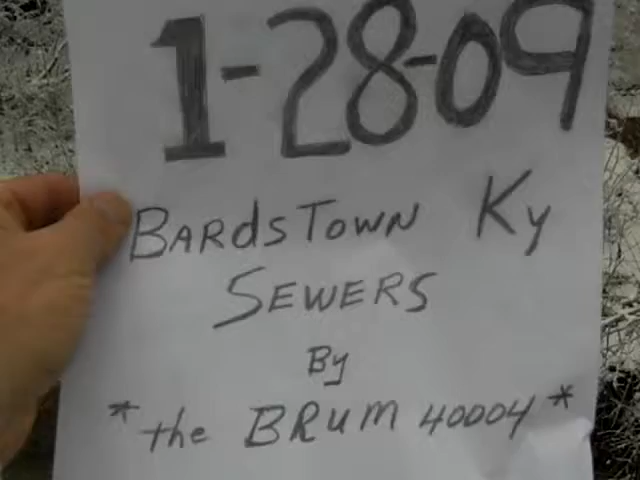 1-28-09
BARdSTOWN Ky
SEWERS
By
*the BRUM 40004*